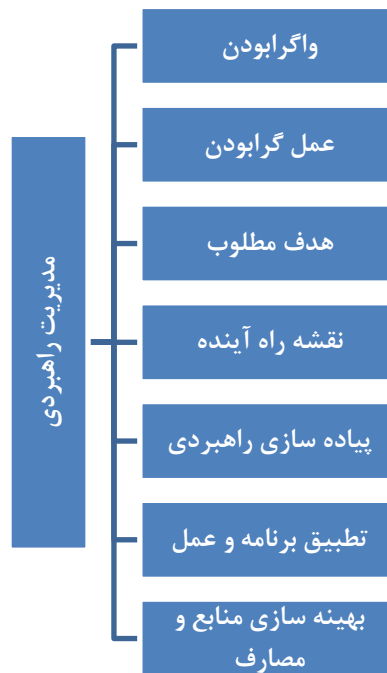 واگرابودن
عمل گرابودن
هدف مطلوب
مدیریت راهبردی
نقشه راه آینده
پیاده سازی راهبردی
تطبیق برنامه و عمل
بهینه سازی منابع و
مصارف